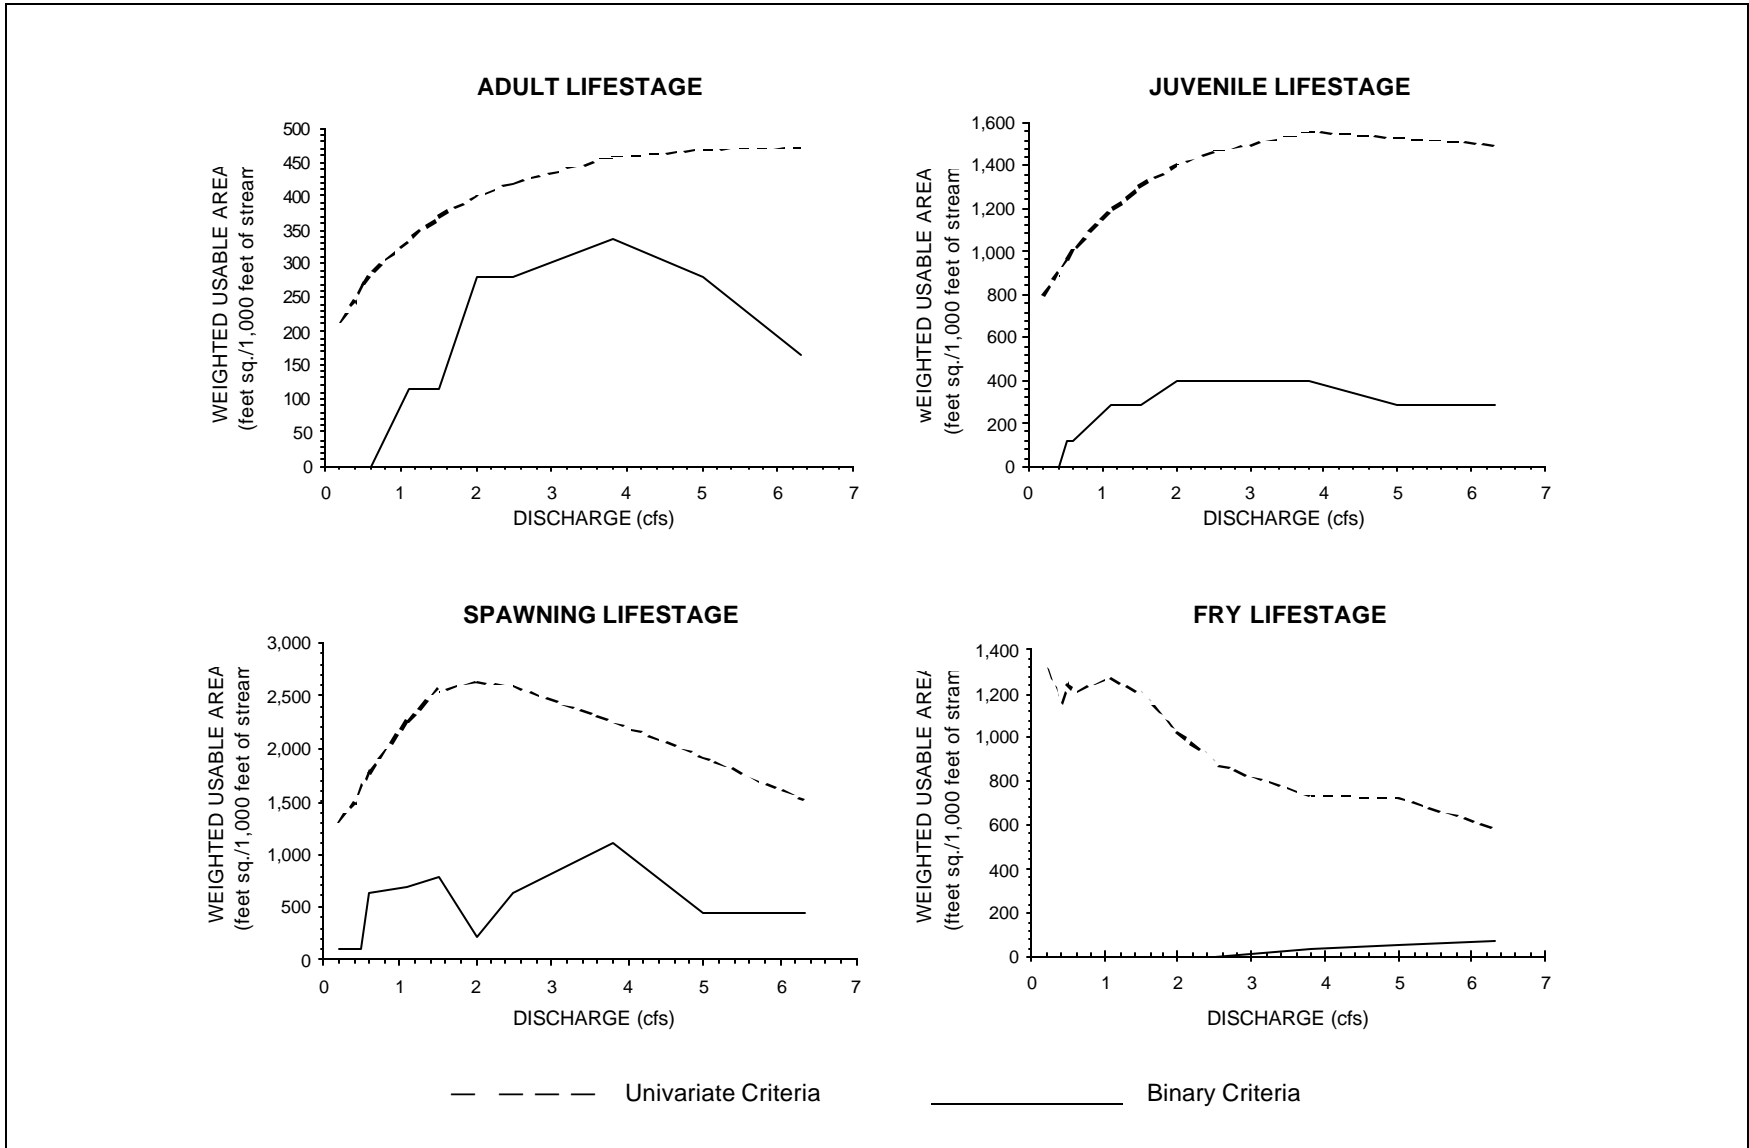 ADULT LIFESTAGE
WEIGHTED USABLE AREA
(feet sq./1,000 feet of stream
500
450
400
350
300
250
200
150
100
50
0
0 1 2 3 4 5 6 7
DISCHARGE (cfs)
JUVENILE LIFESTAGE
wEIGHTED USABLE AREA
(feet sq./1,000 feet of stream
1,600
1,400
1,200
1,000
800
600
400
200
0
0 1 2 3 4 5 6 7
DISCHARGE (cfs)
SPAWNING LIFESTAGE
WEIGHTED USABLE AREA
(feet sq./1,000 feet of stream
3,000
2,500
2,000
1,500
1,000
500
0
0 1 2 3 4 5 6 7
DISCHARGE (cfs)
FRY LIFESTAGE
WEIGHTED USABLE AREA
(fteet sq./1,000 feet of stram
1,400
1,200
1,000
800
600
400
200
0
0 1 2 3 4 5 6 7
DISCHARGE (cfs)
Univariate Criteria
Binary Criteria